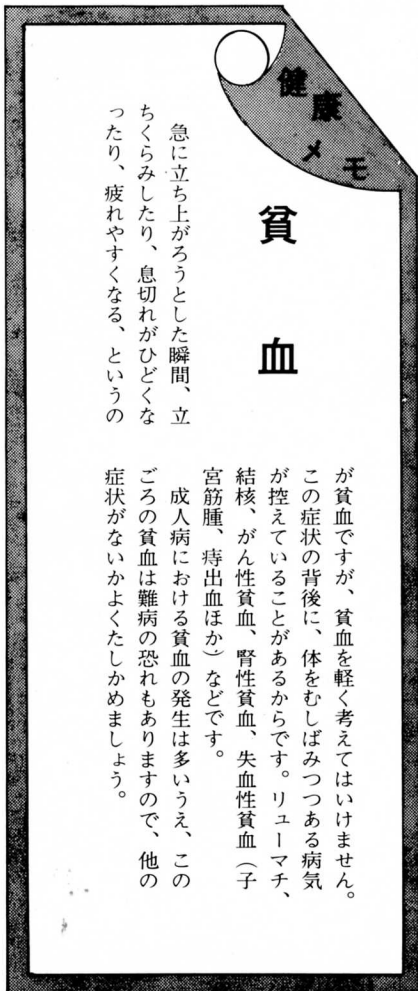 健康メモ
貧血
急に立ち上がろうとした瞬間、立
ちくらみしたり、息切れがひどくな
ったり、疲れやすくなる、というの
が貧血ですが、貧血を軽く考えてはいけません。
この症状の背後に、体をむしばみつつある病気
が控えていることがあるからです。リューマチ、
結核、がん性貧血、腎性貧血、失血性貧血（子
宮筋腫、痔出血ほか）などです。
成人病における貧血の発生は多いうえ、この
ごろの貧血は難病の恐れもありますので、他の
症状がないかよくたしかめましょう。